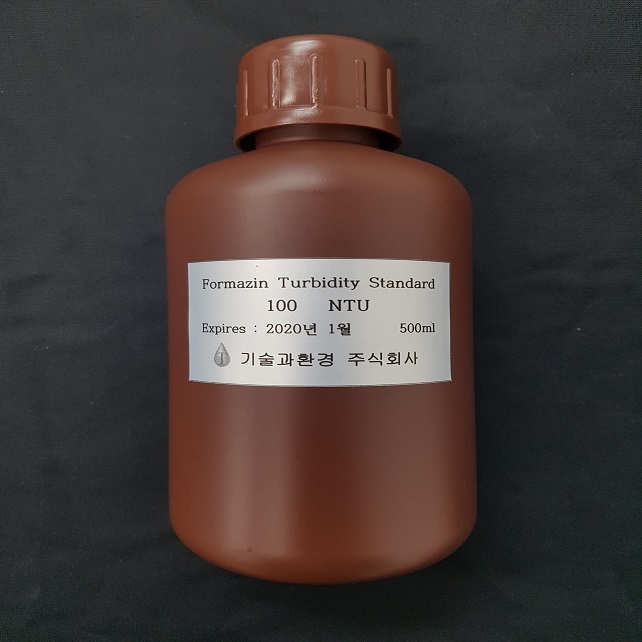 Formazin Turbidity Standard
100 NTU
Expires : 2020년 1월 500ml
기술과환경 주식회사